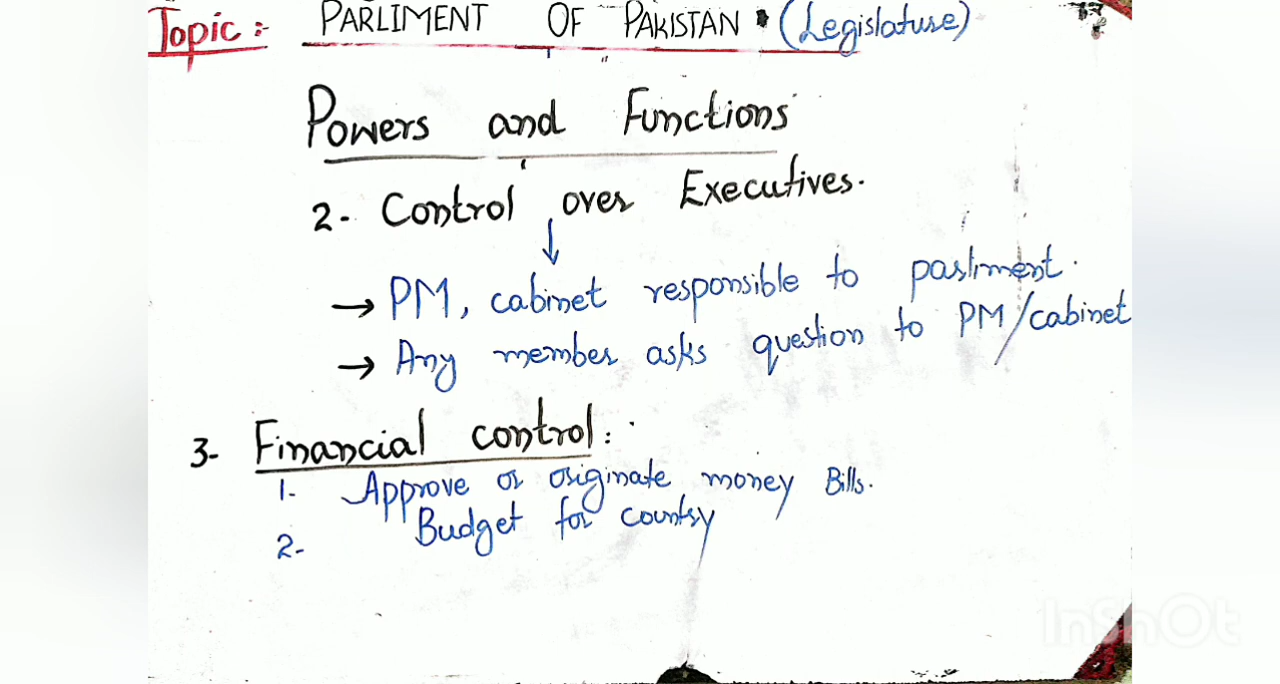 Topic :- PARLIMENT OF PAKISTAN • (Legislature)
Powers and Functions
2- Control over Executives.
↓
→ PM, cabinet responsible to parliment.
→ Any member asks question to PM/cabinet
3- Financial control :
1. Approve or originate money Bills.
2- Budget for country
InShOt